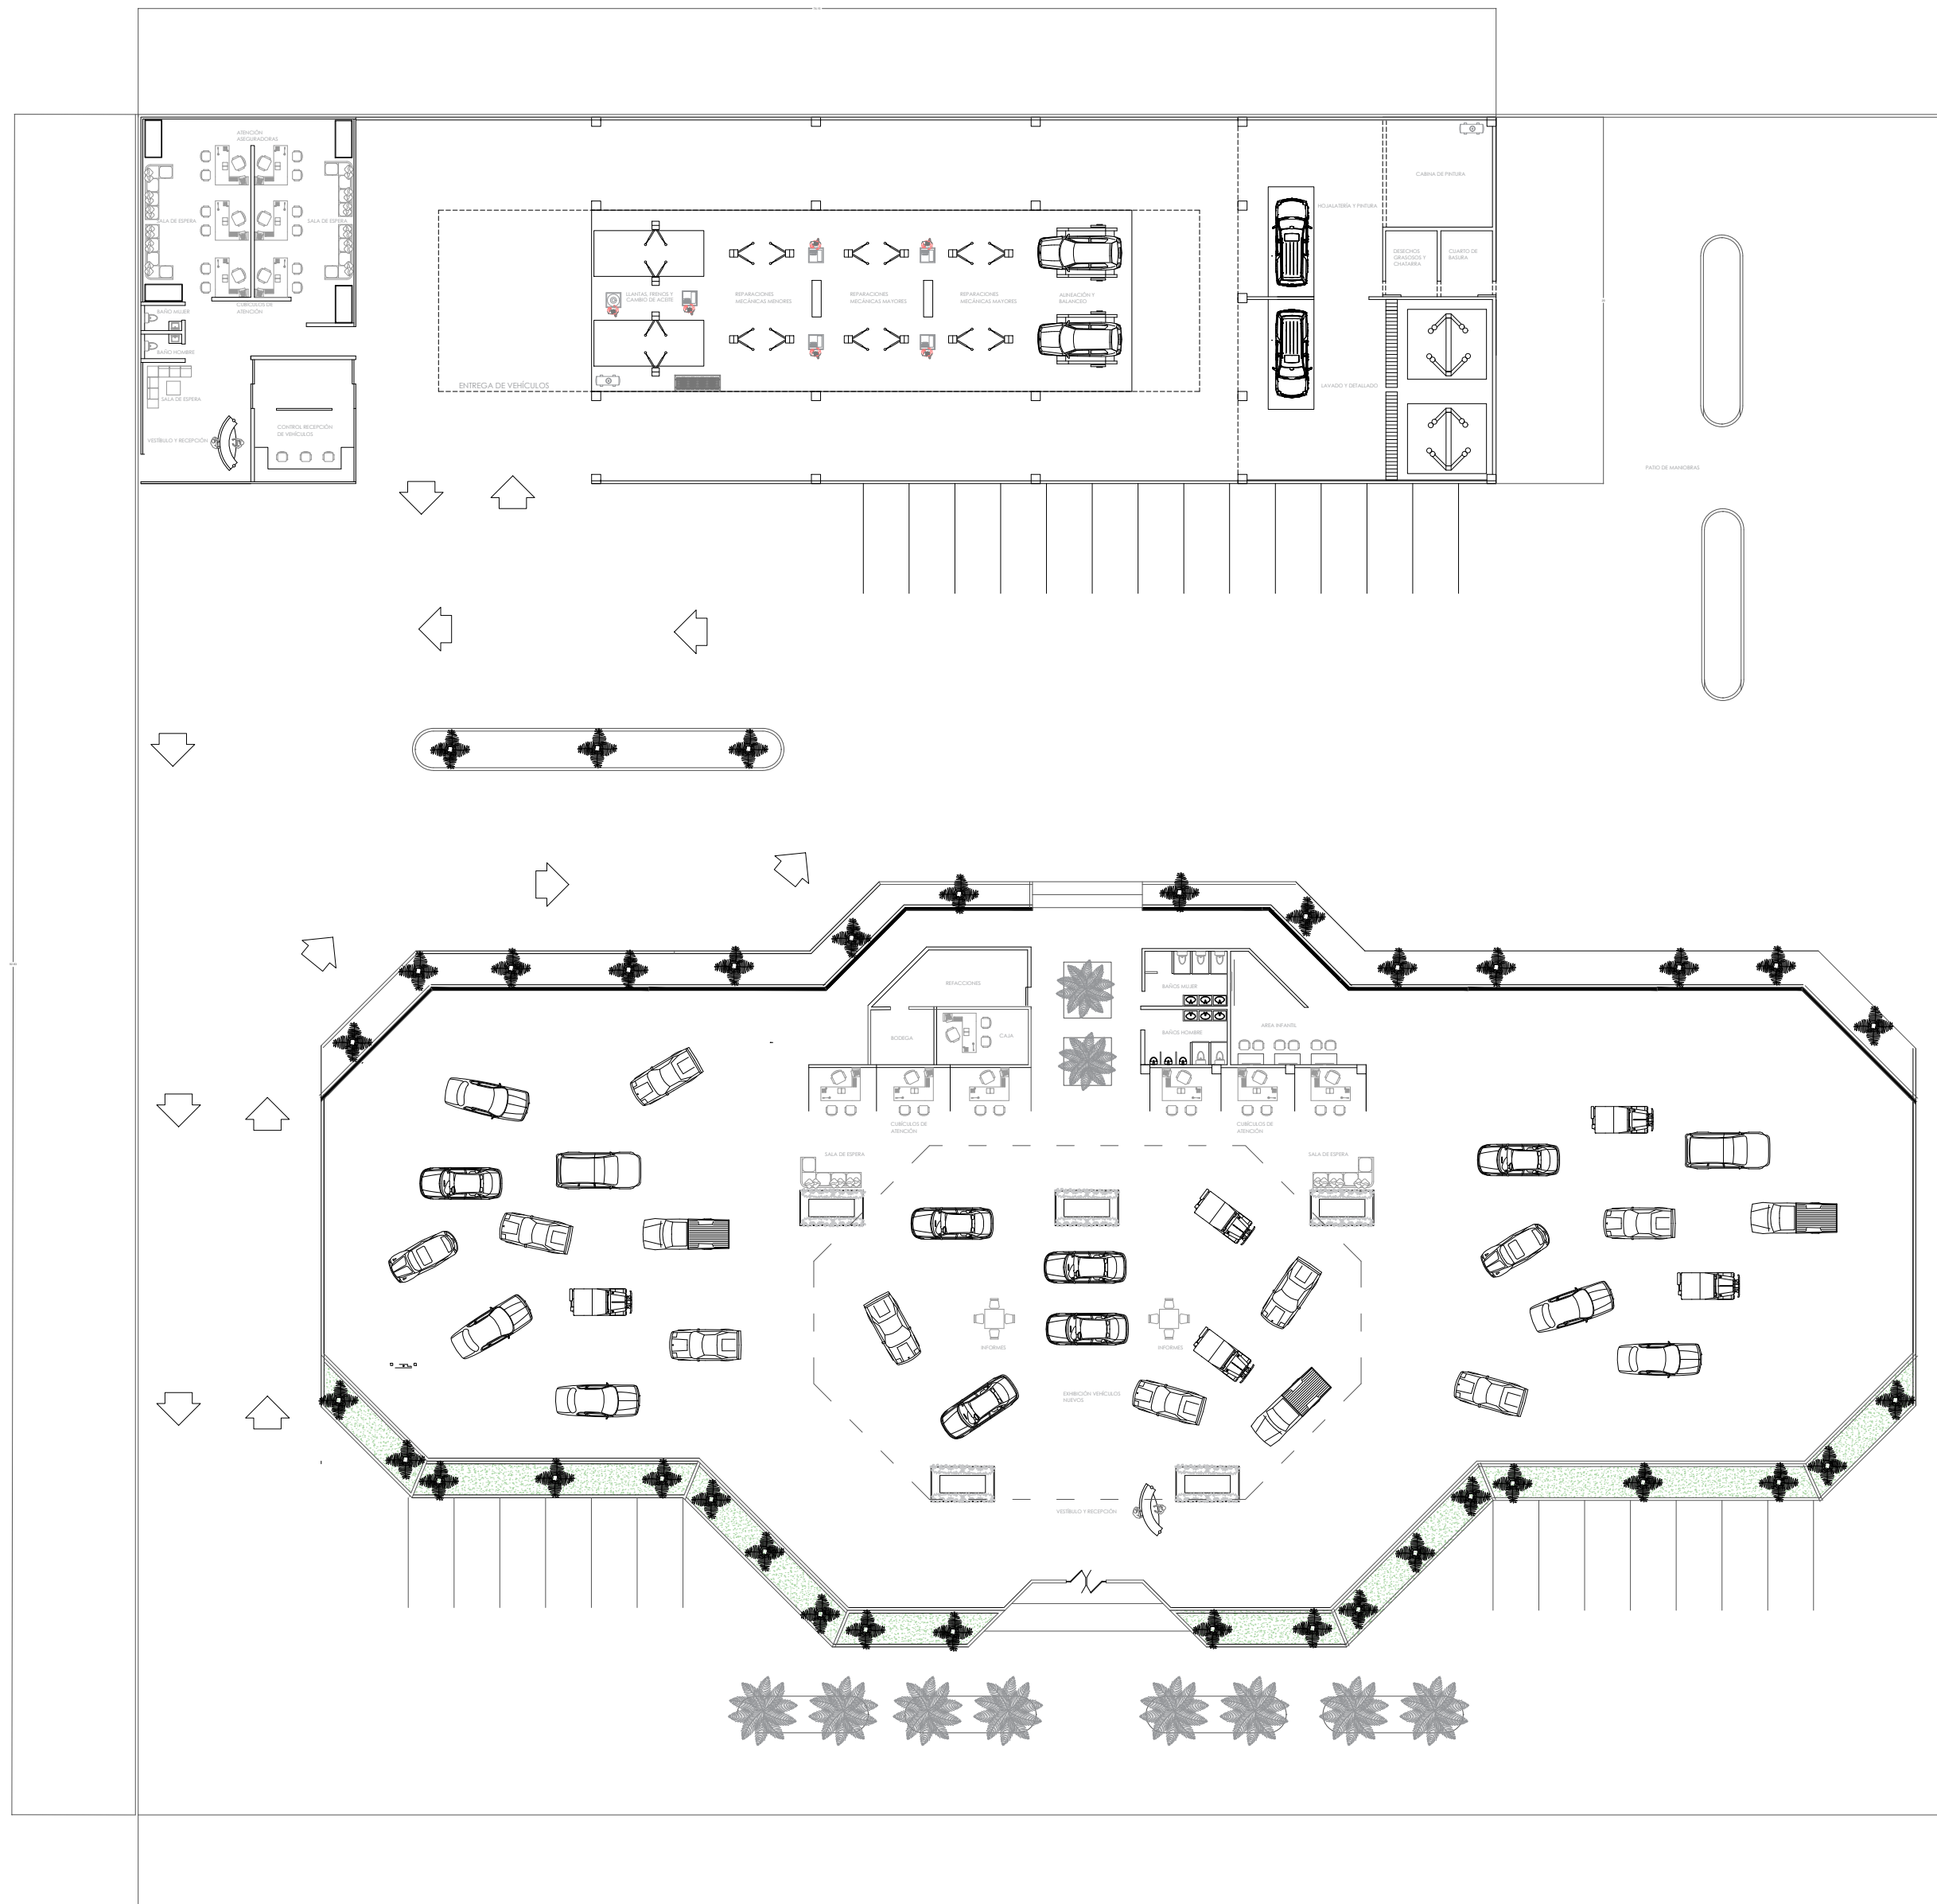 ATENCIÓN
ASEGURADORAS
SALA DE ESPERA
SALA DE ESPERA
CUBÍCULOS DE
ATENCIÓN
BAÑO MUJER
BAÑO HOMBRE
SALA DE ESPERA
VESTÍBULO Y RECEPCIÓN
CONTROL RECEPCIÓN
DE VEHÍCULOS
ENTREGA DE VEHÍCULOS
LLANTAS, FRENOS Y
CAMBIO DE ACEITE
REPARACIONES
MECÁNICAS MENORES
REPARACIONES
MECÁNICAS MAYORES
REPARACIONES
MECÁNICAS MAYORES
ALINEACIÓN Y
BALANCEO
HOJALATERÍA Y PINTURA
CABINA DE PINTURA
DESECHOS
GRASOSOS Y
CHATARRA
CUARTO DE
BASURA
LAVADO Y DETALLADO
PATIO DE MANIOBRAS
REFACCIONES
BODEGA
CAJA
BAÑOS MUJER
BAÑOS HOMBRE
AREA INFANTIL
CUBÍCULOS DE
ATENCIÓN
CUBÍCULOS DE
ATENCIÓN
SALA DE ESPERA
SALA DE ESPERA
INFORMES
INFORMES
EXHIBICIÓN VEHÍCULOS
NUEVOS
VESTÍBULO Y RECEPCIÓN